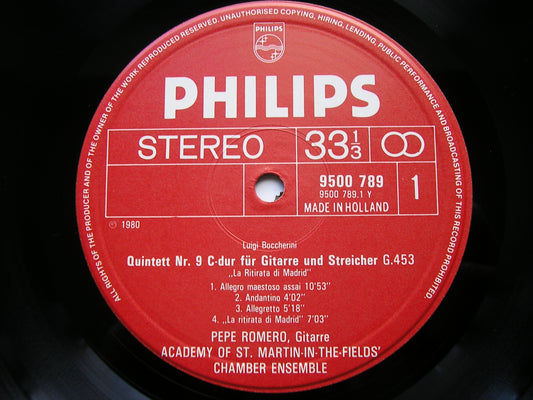 ALL RIGHTS OF THE PRODUCER AND OF THE OWNER OF THE WORK REPRODUCED RESERVED. UNAUTHORISED COPYING, HIRING, LENDING, PUBLIC PERFORMANCE AND BROADCASTING OF THIS RECORD PROHIBITED.
PHILIPS
PHILIPS
STEREO 33 1/3
9500 789
9500 789.1 Y
MADE IN HOLLAND
1
℗ 1980
Luigi Boccherini
Quintett Nr. 9 C-dur für Gitarre und Streicher G.453
„La Ritirata di Madrid"
1. Allegro maestoso assai 10'53"
2. Andantino 4'02"
3. Allegretto 5'18"
4. „La ritirata di Madrid" 7'03"
PEPE ROMERO, Gitarre
ACADEMY OF ST. MARTIN-IN-THE-FIELDS'
CHAMBER ENSEMBLE